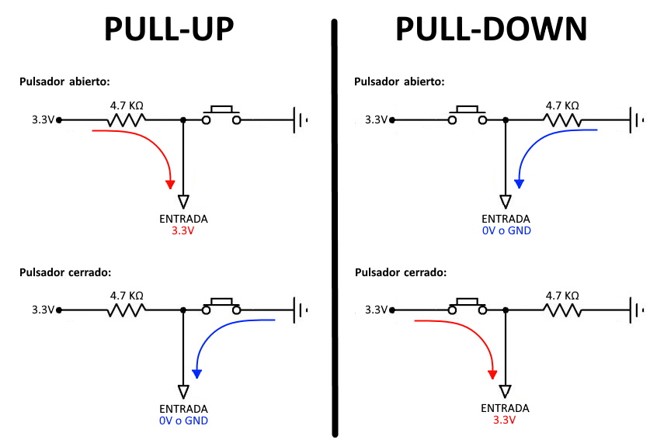 PULL-UP
Pulsador abierto:
4.7 KΩ
3.3V
ENTRADA
3.3V
Pulsador cerrado:
4.7 KΩ
3.3V
ENTRADA
0V o GND
PULL-DOWN
Pulsador abierto:
4.7 KΩ
3.3V
ENTRADA
0V o GND
Pulsador cerrado:
4.7 KΩ
3.3V
ENTRADA
3.3V